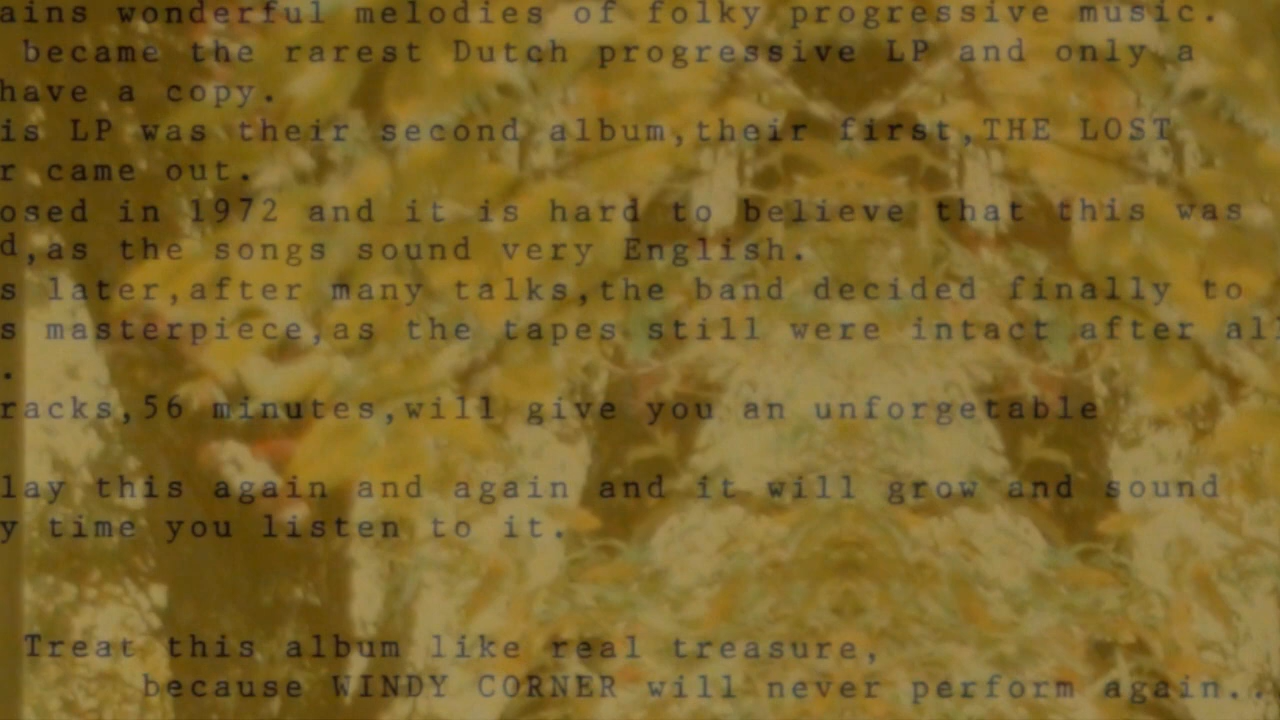 ains wonderful melodies of folky progressive music.
became the rarest Dutch progressive LP and only a
have a copy.
is LP was their second album,their first,THE LOST
r came out.
osed in 1972 and it is hard to believe that this was
d,as the songs sound very English.
s later,after many talks,the band decided finally to
s masterpiece,as the tapes still were intact after al
.
racks,56 minutes,will give you an unforgetable
lay this again and again and it will grow and sound
y time you listen to it.
Treat this album like real treasure,
because WINDY CORNER will never perform again..